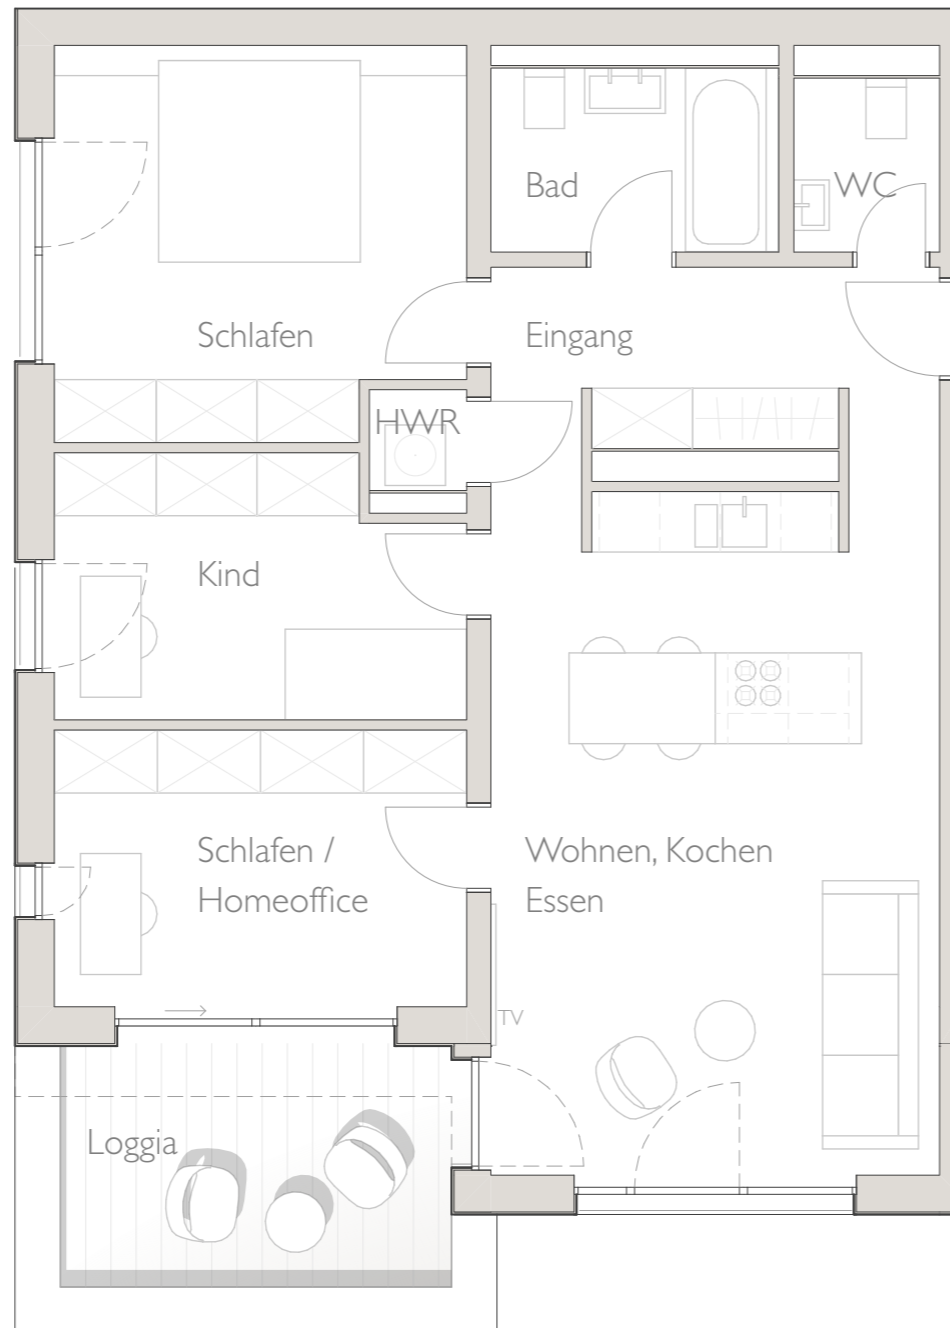 Bad
WC
Schlafen
Eingang
HWR
Kind
Schlafen /
Homeoffice
Wohnen, Kochen
Essen
TV
Loggia